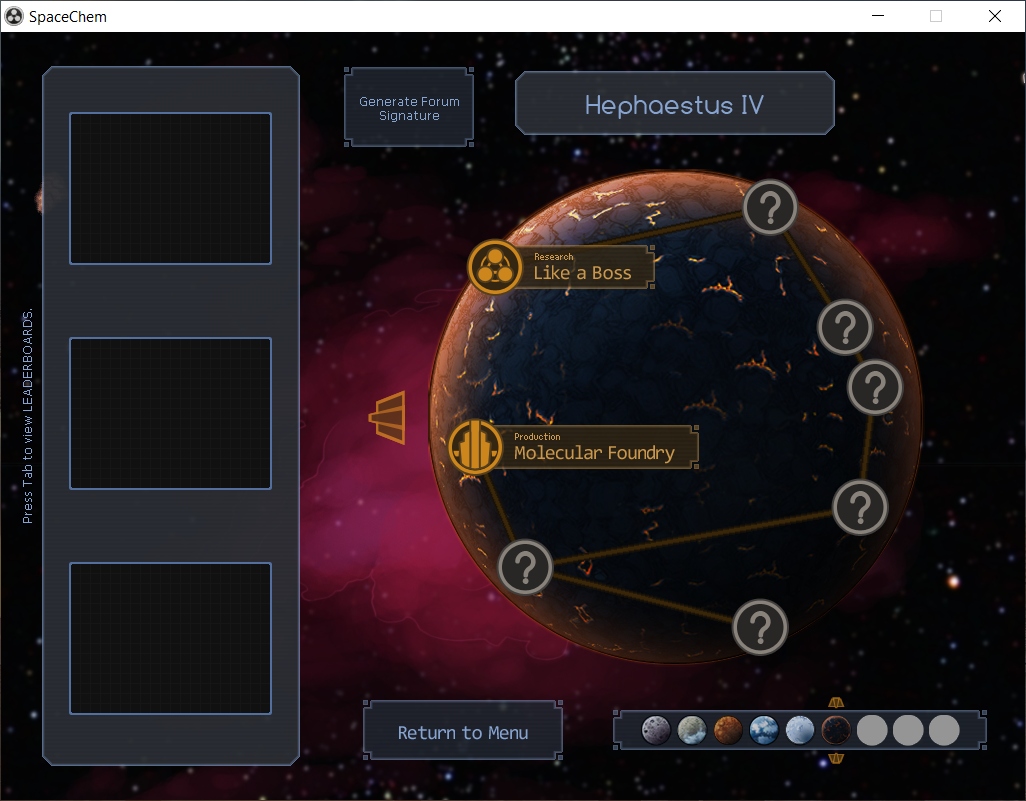 SpaceChem
Generate Forum
Signature
Hephaestus IV
?
Research
Like a Boss
?
?
Press Tab to view LEADERBOARDS.
Production
Molecular Foundry
?
?
?
Return to Menu